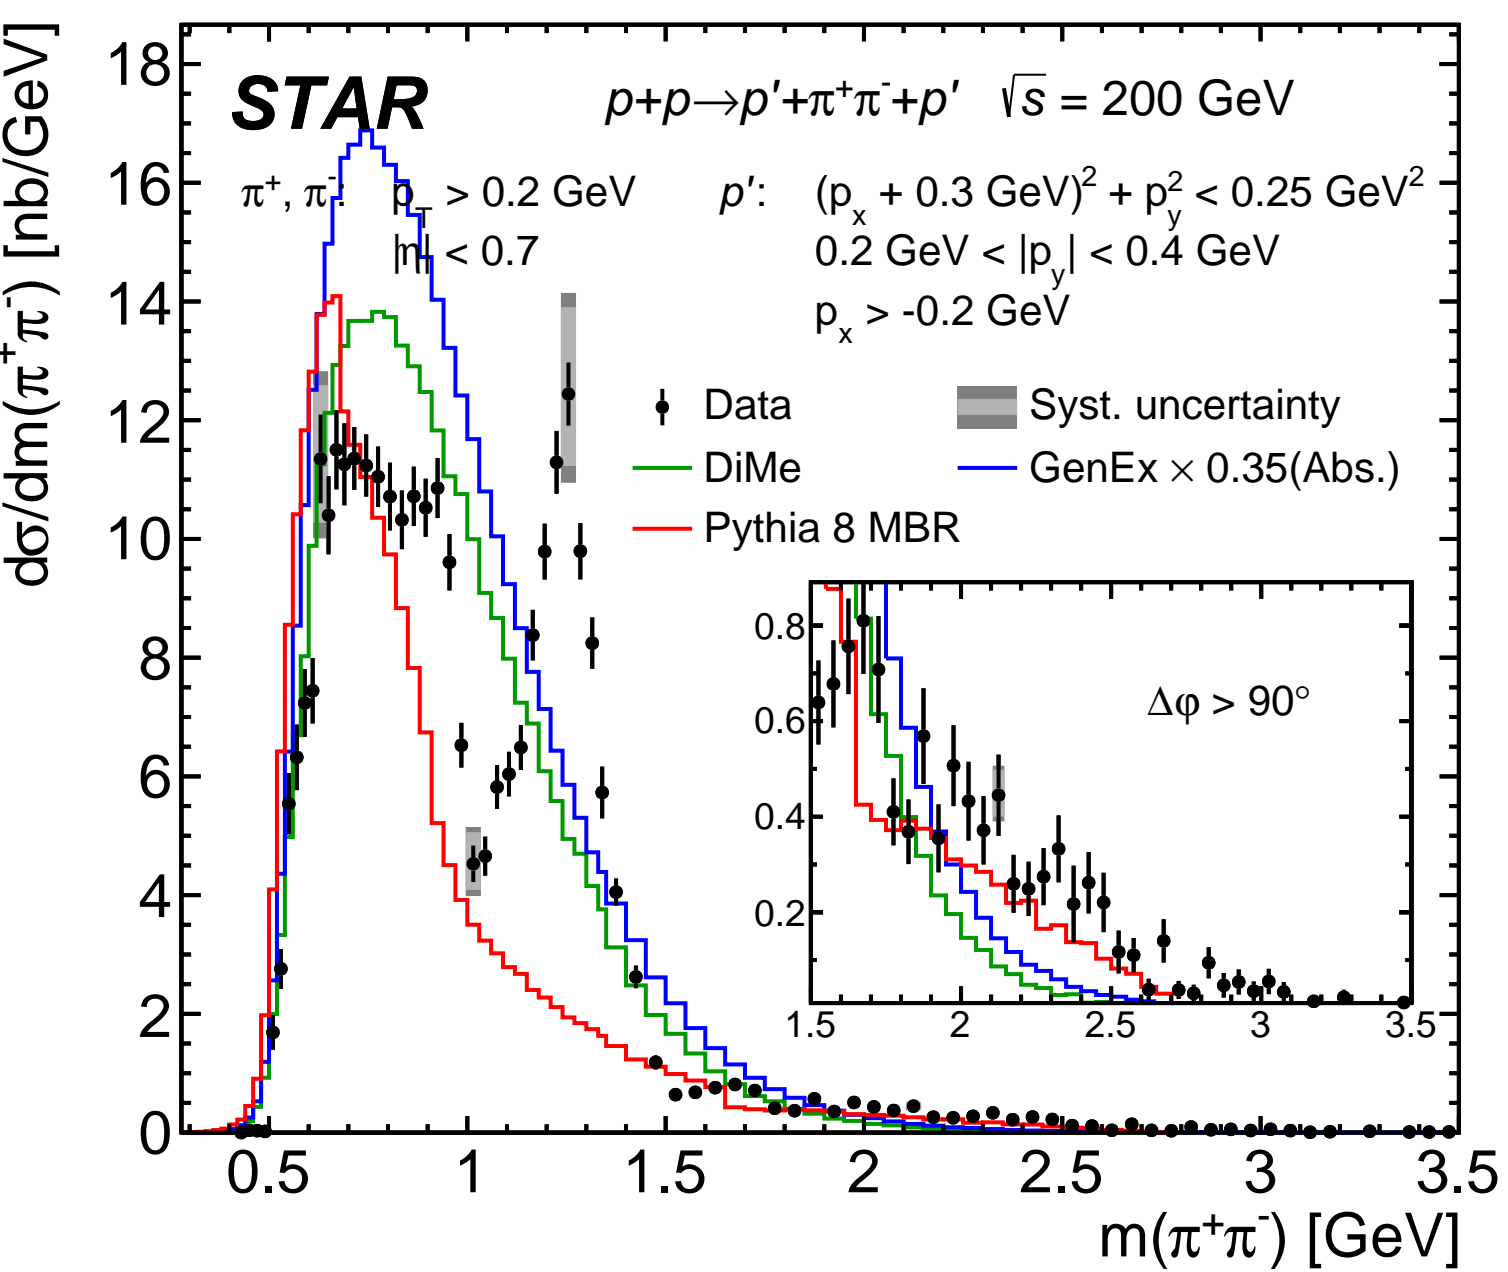 STAR
p+p→p′+π⁺π⁻+p′ √s = 200 GeV
π⁺, π⁻: p_T > 0.2 GeV p′: (p_x + 0.3 GeV)² + p_y² < 0.25 GeV²
|η| < 0.7 0.2 GeV < |p_y| < 0.4 GeV
p_x > -0.2 GeV
Data Syst. uncertainty
DiMe GenEx × 0.35(Abs.)
Pythia 8 MBR
Δφ > 90°
0.8
0.6
0.4
0.2
1.5 2 2.5 3 3.5
dσ/dm(π⁺π⁻) [nb/GeV]
18
16
14
12
10
8
6
4
2
0
0.5 1 1.5 2 2.5 3 3.5
m(π⁺π⁻) [GeV]